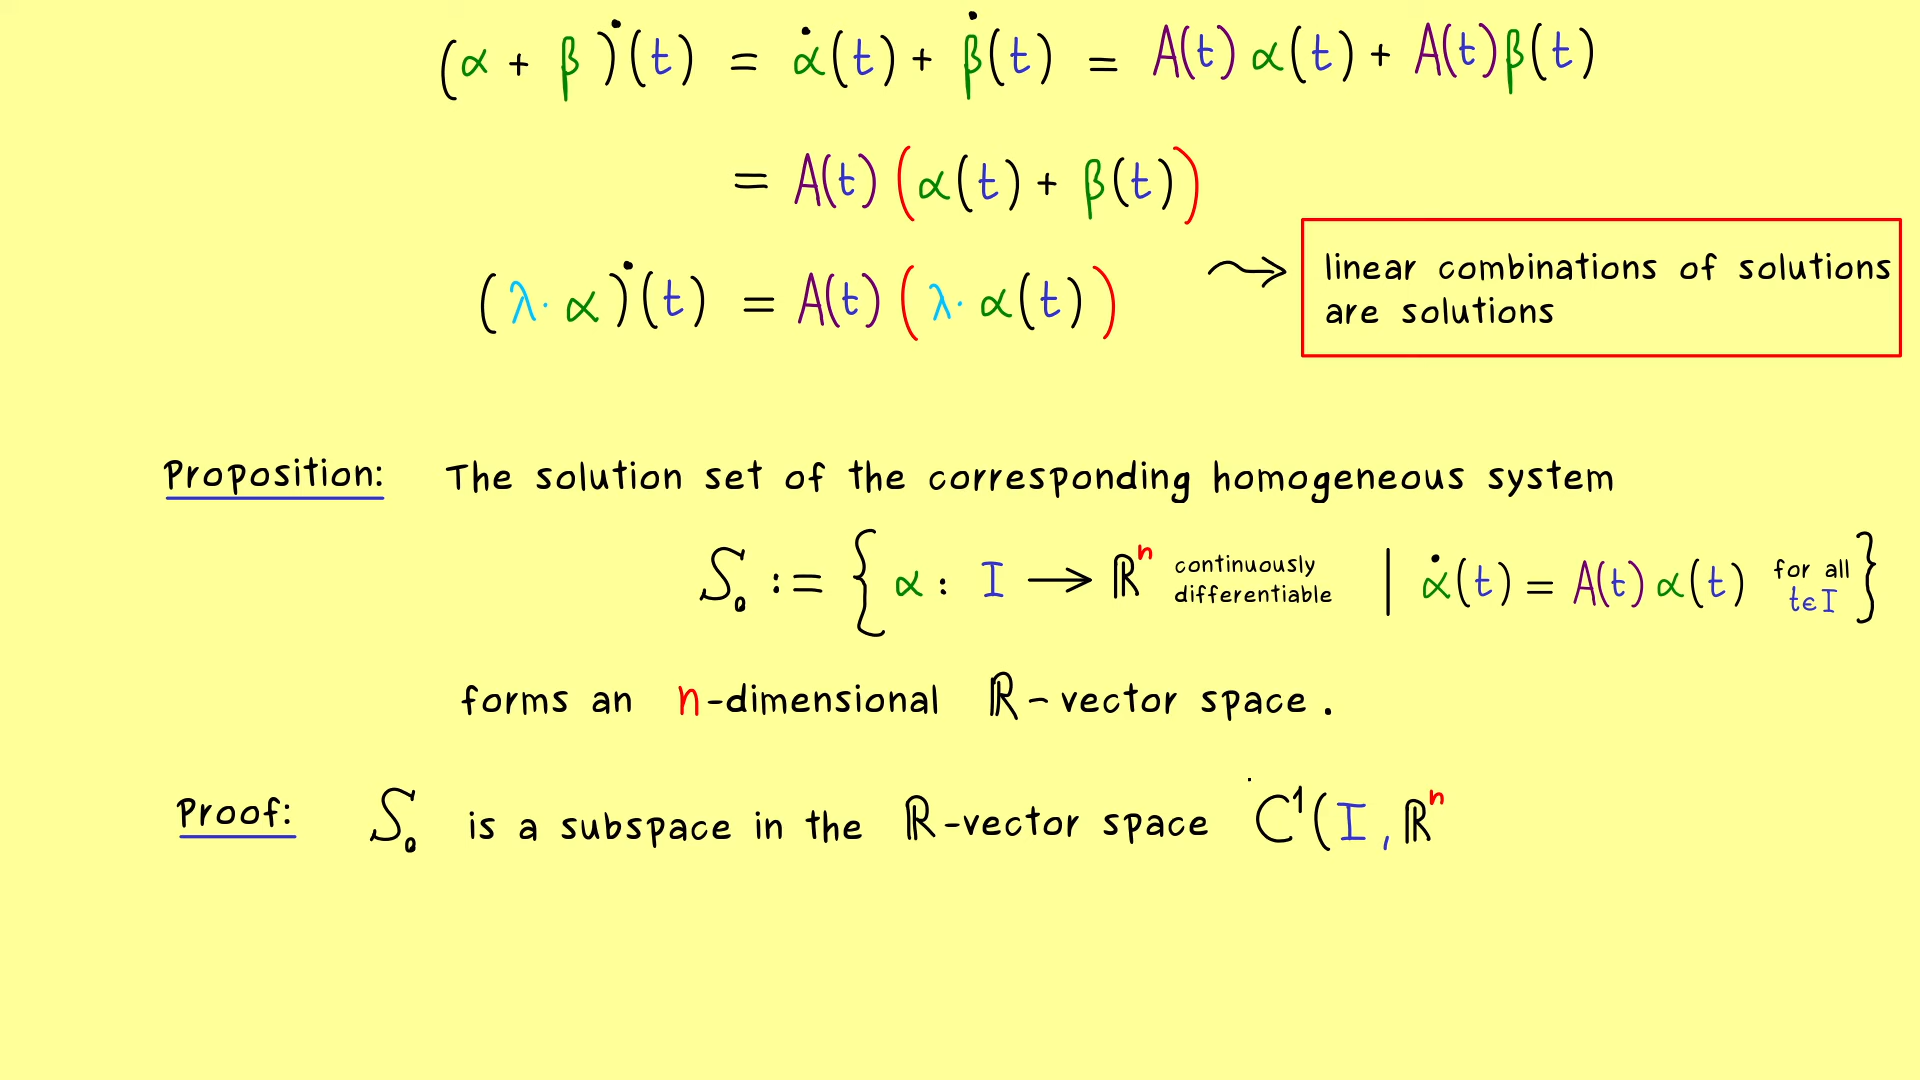 (α + β)˙(t) = α̇(t) + β̇(t) = A(t) α(t) + A(t) β(t)
= A(t) (α(t) + β(t))
(λ· α)˙(t) = A(t) (λ· α(t))
linear combinations of solutions
are solutions
Proposition: The solution set of the corresponding homogeneous system
S₀ := { α : I → ℝⁿ continuously differentiable | α̇(t) = A(t) α(t) for all t∈I }
forms an n-dimensional ℝ-vector space.
Proof: S₀ is a subspace in the ℝ-vector space C¹(I, ℝⁿ